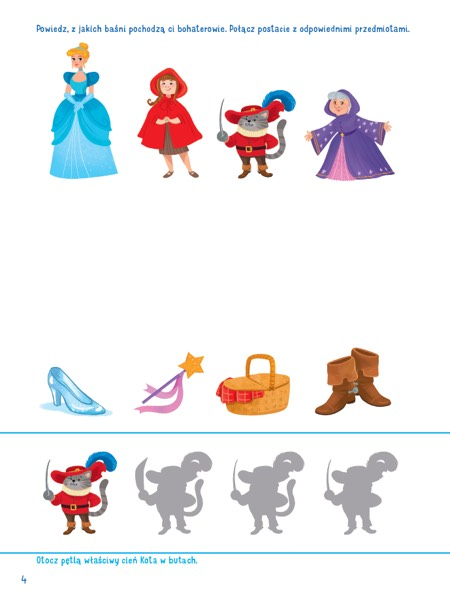 Powiedz, z jakich baśni pochodzą ci bohaterowie. Połącz postacie z odpowiednimi przedmiotami.
Otocz pętlą właściwy cień Kota w butach.
4